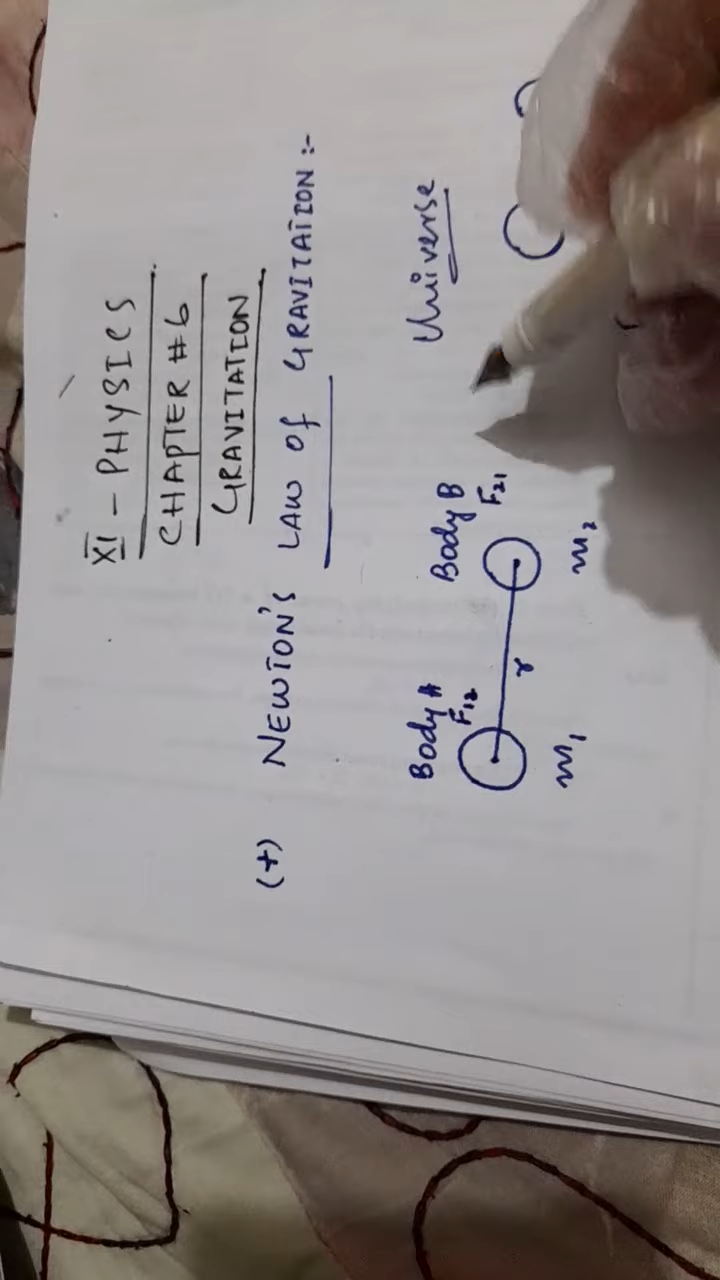 XI - PHYSICS
CHAPTER # 6
GRAVITATION
(+) NEWTON'S LAW OF GRAVITATION :-
Body A Body B Universe
F12 F21
r
m1 m2